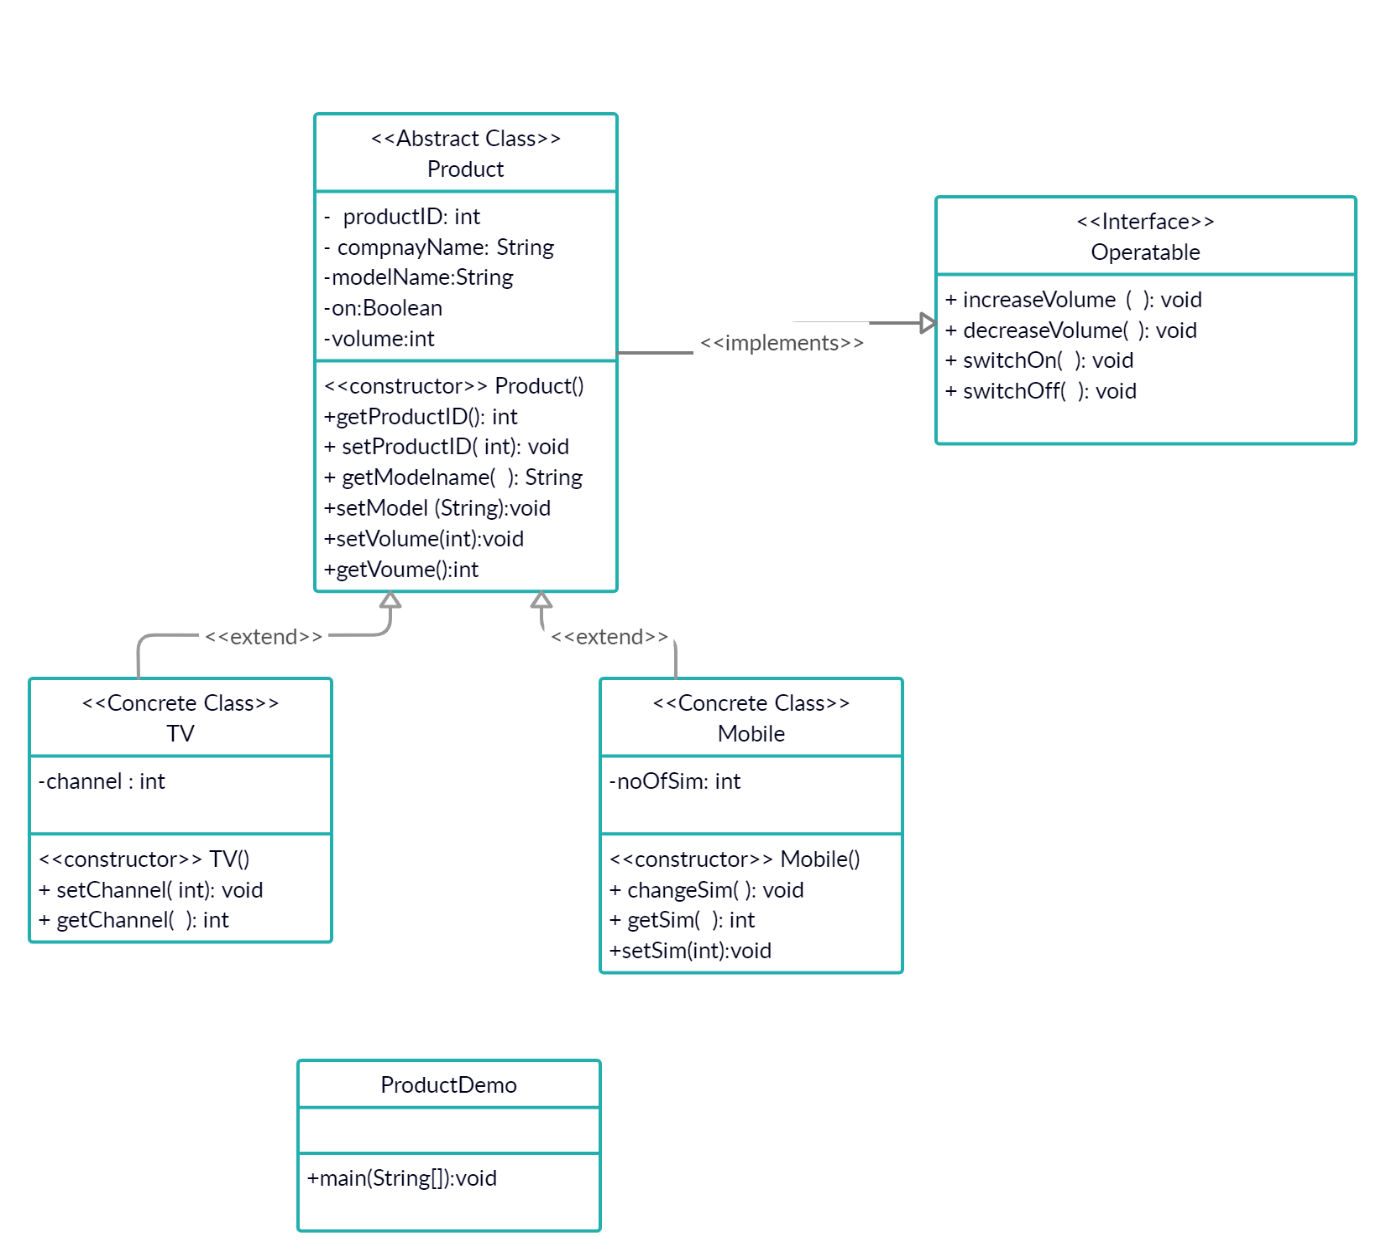 <<Abstract Class>>
Product
-  productID: int
- compnayName: String
-modelName:String
-on:Boolean
-volume:int
<<constructor>> Product()
+getProductID(): int
+ setProductID( int): void
+ getModelname(  ): String
+setModel (String):void
+setVolume(int):void
+getVoume():int
<<implements>>
<<Interface>>
Operatable
+ increaseVolume  (  ): void
+ decreaseVolume(  ): void
+ switchOn(  ): void
+ switchOff(  ): void
<<extend>>
<<extend>>
<<Concrete Class>>
TV
-channel : int
<<constructor>> TV()
+ setChannel( int): void
+ getChannel(  ): int
<<Concrete Class>>
Mobile
-noOfSim: int
<<constructor>> Mobile()
+ changeSim( ): void
+ getSim(  ): int
+setSim(int):void
ProductDemo
+main(String[]):void